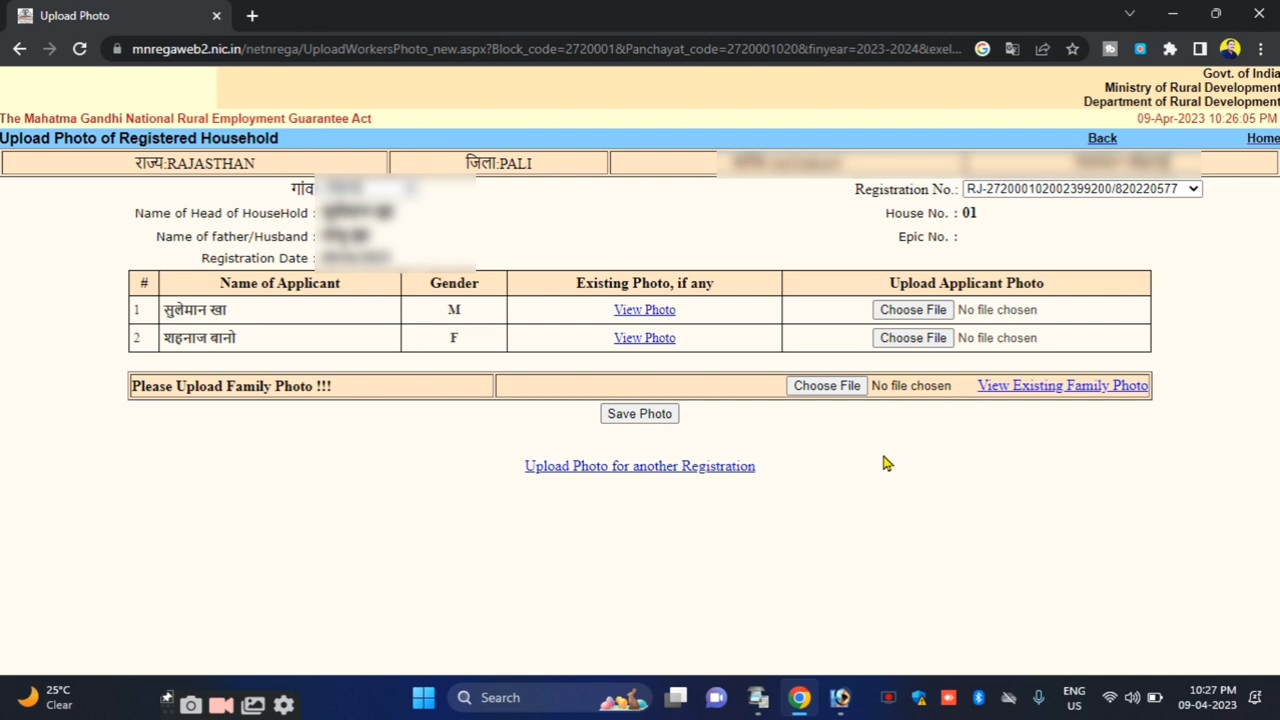 Upload Photo
mnregaweb2.nic.in/netnrega/UploadWorkersPhoto_new.aspx?Block_code=2720001&Panchayat_code=2720001020&finyear=2023-2024&exel...
Govt. of India
Ministry of Rural Development
Department of Rural Development
The Mahatma Gandhi National Rural Employment Guarantee Act 09-Apr-2023 10:26:05 PM
Upload Photo of Registered Household Back Home
राज्य:RAJASTHAN जिला:PALI
गांव Registration No.: RJ-272000102002399200/820220577
Name of Head of HouseHold : House No. : 01
Name of father/Husband : Epic No. :
Registration Date :
# Name of Applicant Gender Existing Photo, if any Upload Applicant Photo
1 सुलेमान खा M View Photo Choose File No file chosen
2 शहनाज बानो F View Photo Choose File No file chosen
Please Upload Family Photo !!! Choose File No file chosen View Existing Family Photo
Save Photo
Upload Photo for another Registration
25°C
Clear
Search
ENG
US
10:27 PM
09-04-2023